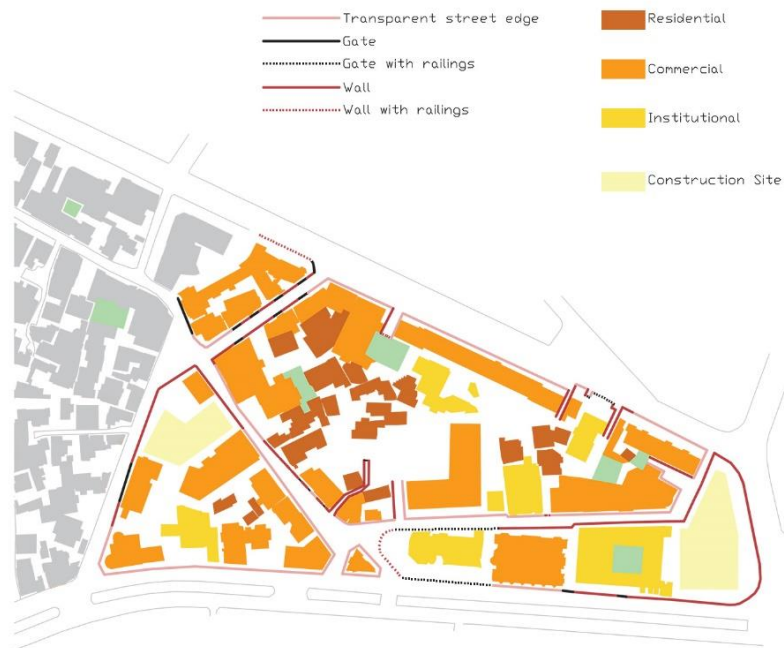 Transparent street edge
Gate
Gate with railings
Wall
Wall with railings
Residential
Commercial
Institutional
Construction Site